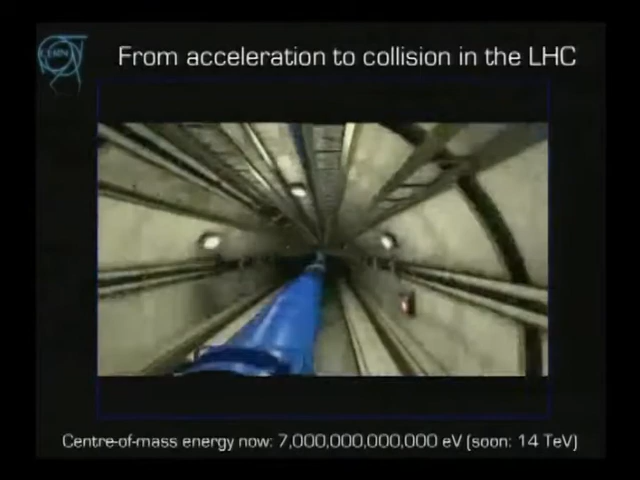 CERN
From acceleration to collision in the LHC
Centre-of-mass energy now: 7,000,000,000,000 eV (soon: 14 TeV)